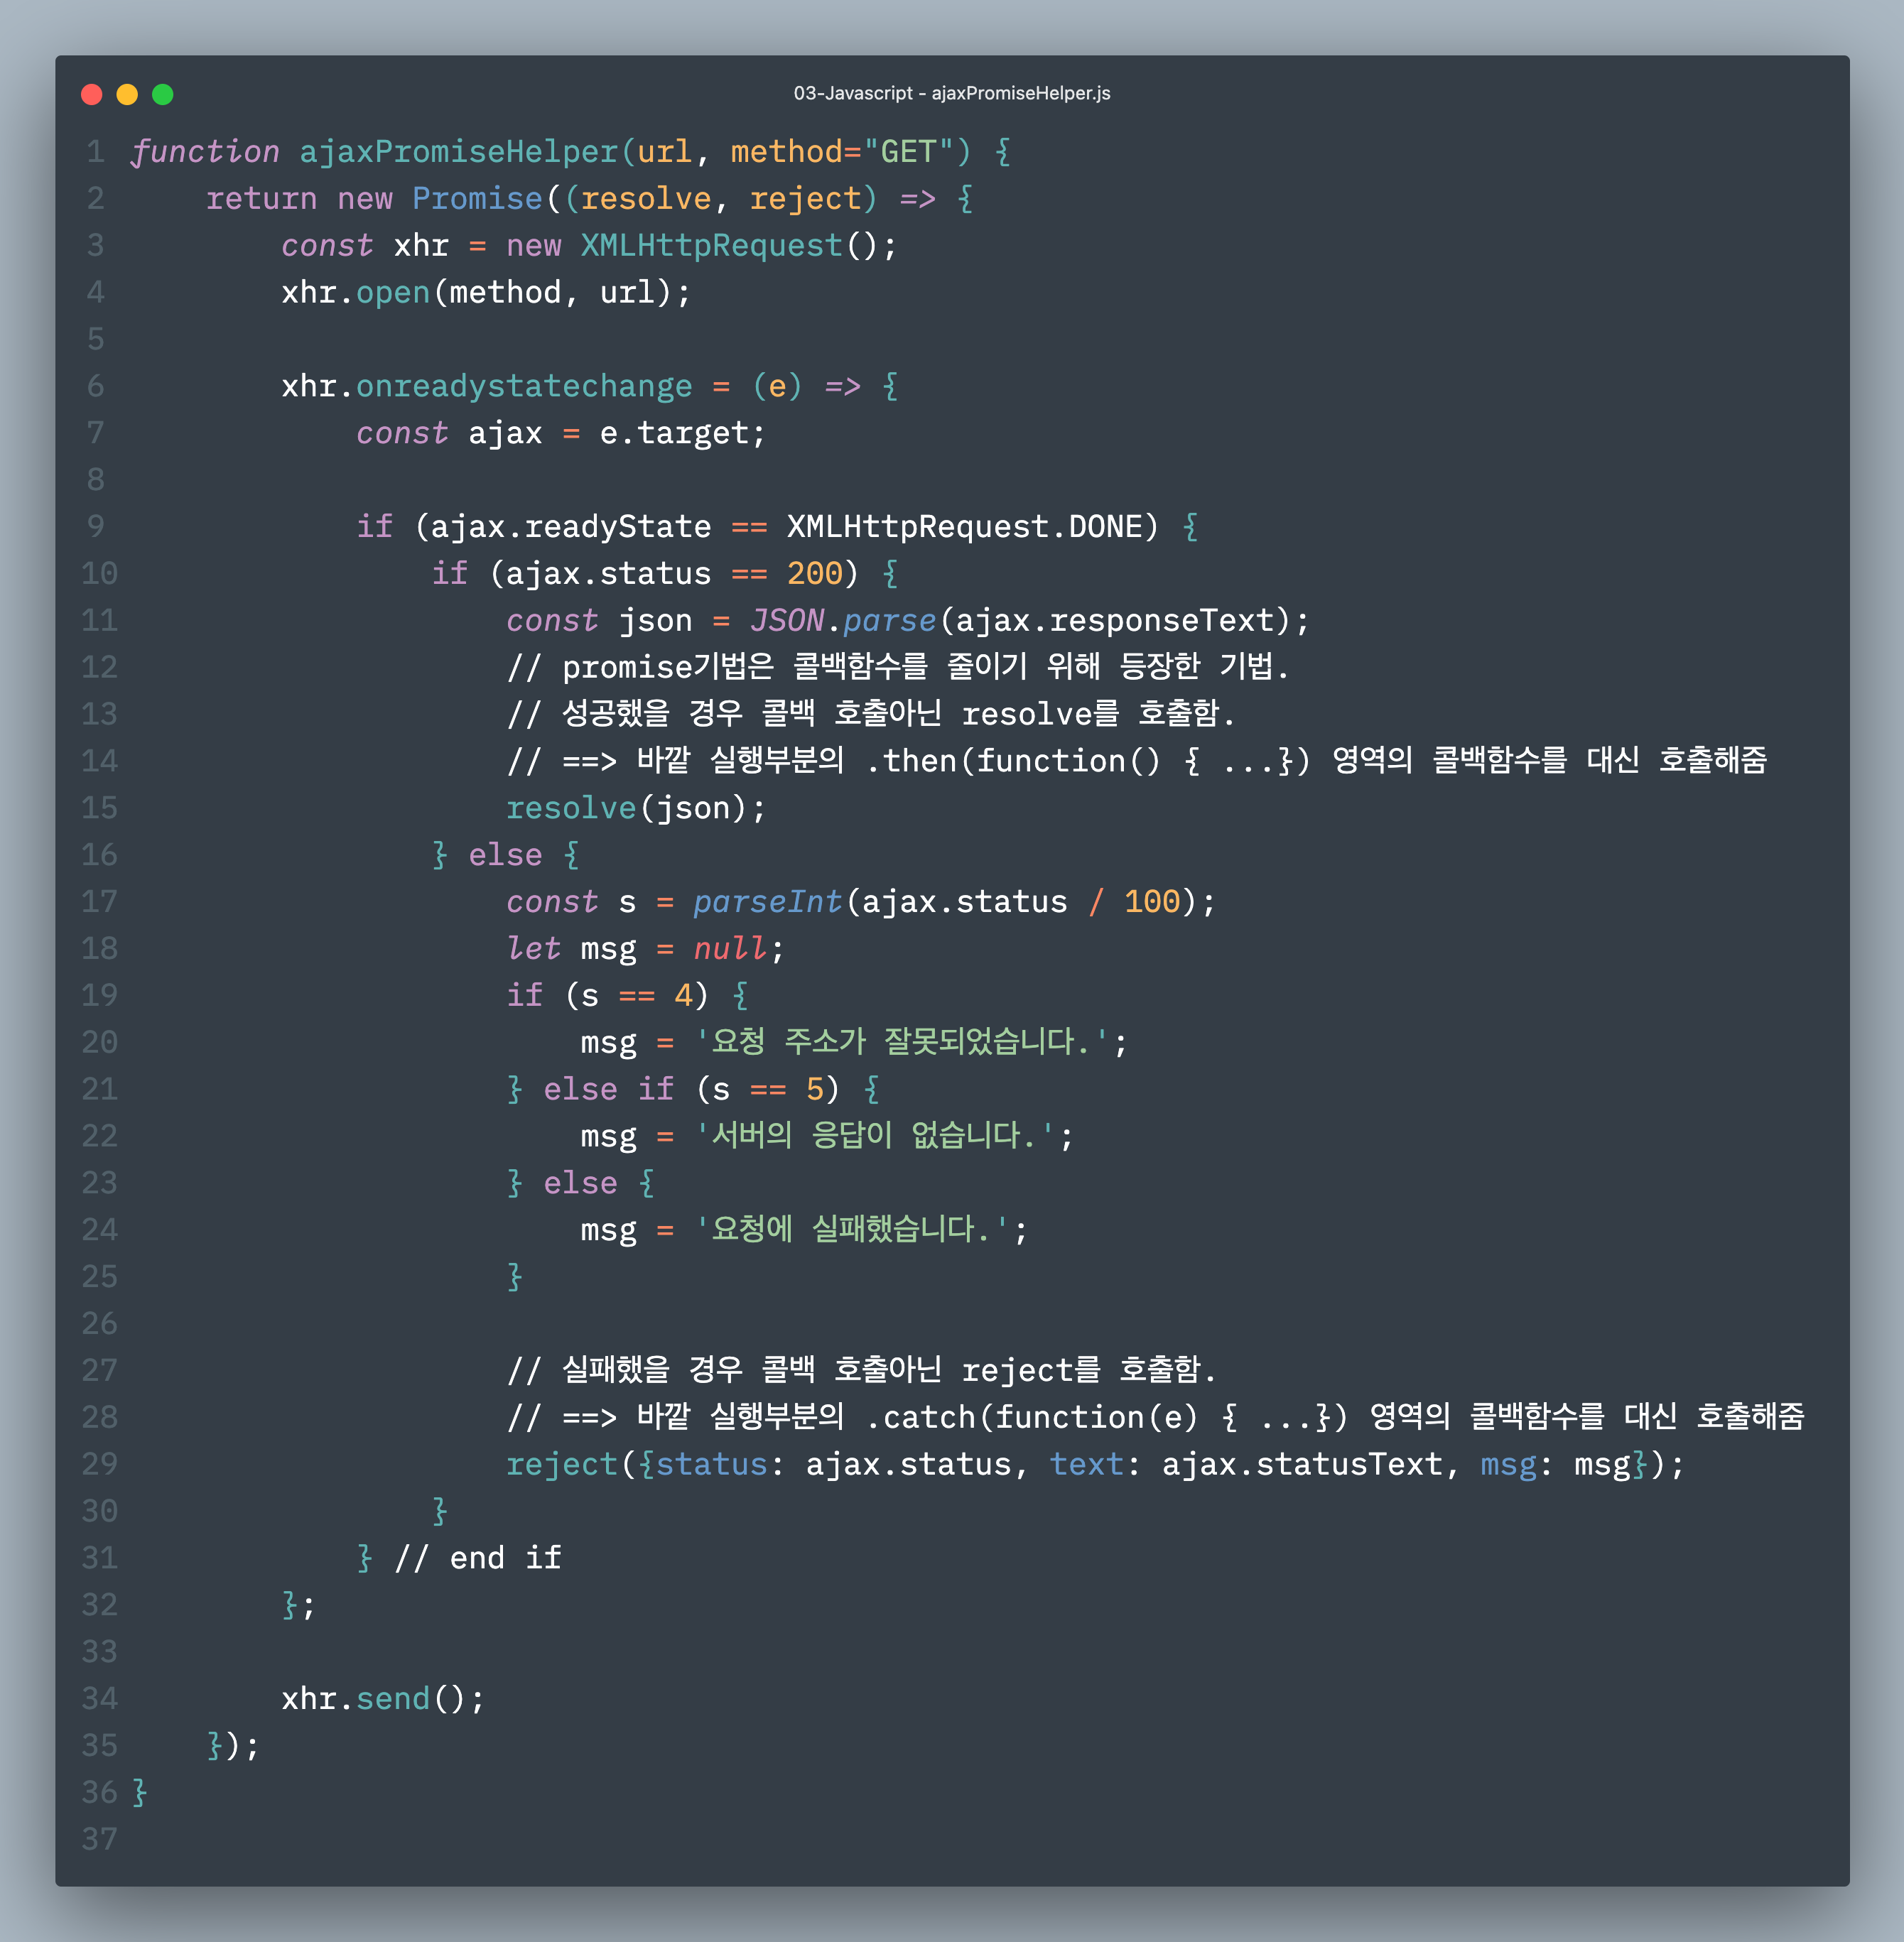 03-Javascript - ajaxPromiseHelper.js
1 function ajaxPromiseHelper(url, method="GET") {
2     return new Promise((resolve, reject) => {
3         const xhr = new XMLHttpRequest();
4         xhr.open(method, url);
5
6         xhr.onreadystatechange = (e) => {
7             const ajax = e.target;
8
9             if (ajax.readyState == XMLHttpRequest.DONE) {
10                 if (ajax.status == 200) {
11                     const json = JSON.parse(ajax.responseText);
12                     // promise기법은 콜백함수를 줄이기 위해 등장한 기법.
13                     // 성공했을 경우 콜백 호출아닌 resolve를 호출함.
14                     // ==> 바깥 실행부분의 .then(function() { ...}) 영역의 콜백함수를 대신 호출해줌
15                     resolve(json);
16                 } else {
17                     const s = parseInt(ajax.status / 100);
18                     let msg = null;
19                     if (s == 4) {
20                         msg = '요청 주소가 잘못되었습니다.';
21                     } else if (s == 5) {
22                         msg = '서버의 응답이 없습니다.';
23                     } else {
24                         msg = '요청에 실패했습니다.';
25                     }
26
27                     // 실패했을 경우 콜백 호출아닌 reject를 호출함.
28                     // ==> 바깥 실행부분의 .catch(function(e) { ...}) 영역의 콜백함수를 대신 호출해줌
29                     reject({status: ajax.status, text: ajax.statusText, msg: msg});
30                 }
31             } // end if
32         };
33
34         xhr.send();
35     });
36 }
37